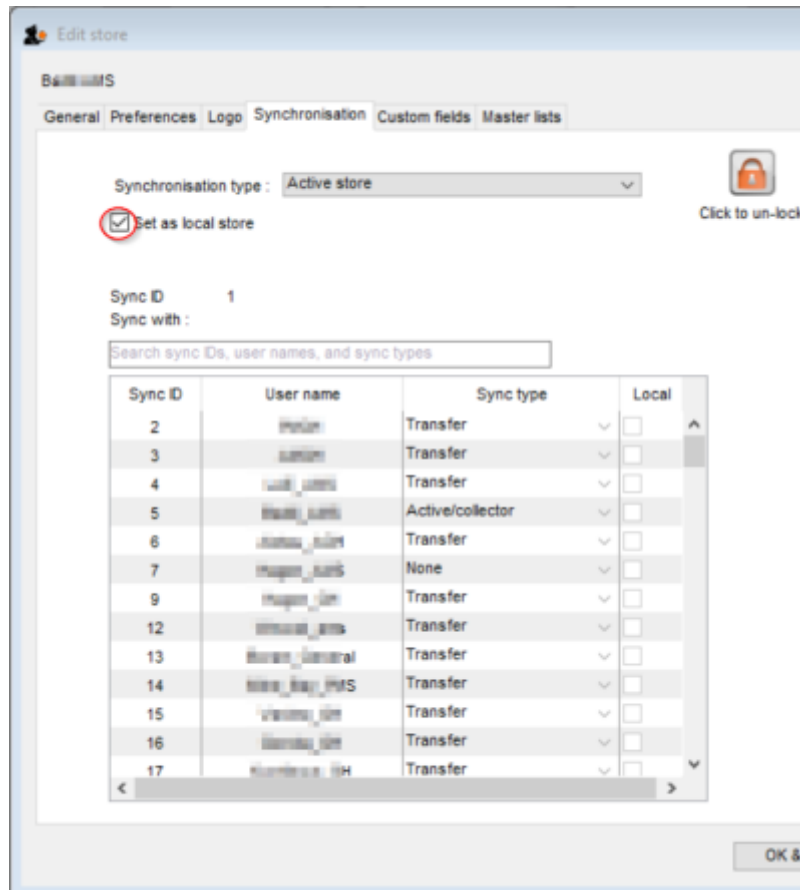 Edit store
General Preferences Logo Synchronisation Custom fields Master lists
Synchronisation type : Active store
Click to un-lock
Set as local store
Sync ID 1
Sync with :
Search sync IDs, user names, and sync types
Sync ID User name Sync type Local
2 Transfer
3 Transfer
4 Transfer
5 Active/collector
6 Transfer
7 None
9 Transfer
12 Transfer
13 Transfer
14 Transfer
15 Transfer
16 Transfer
17 Transfer
OK &